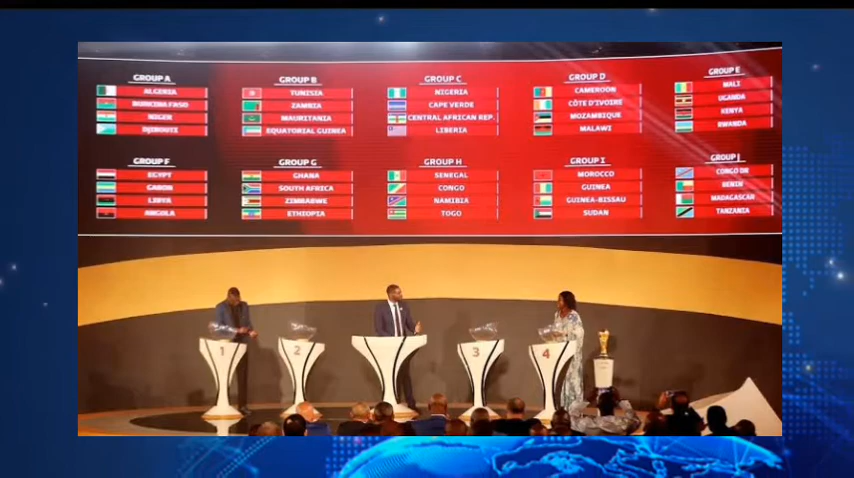 GROUP A
ALGERIA
BURKINA FASO
NIGER
DJIBOUTI
GROUP B
TUNISIA
ZAMBIA
MAURITANIA
EQUATORIAL GUINEA
GROUP C
NIGERIA
CAPE VERDE
CENTRAL AFRICAN REP.
LIBERIA
GROUP D
CAMEROON
CÔTE D'IVOIRE
MOZAMBIQUE
MALAWI
GROUP E
MALI
UGANDA
KENYA
RWANDA
GROUP F
EGYPT
GABON
LIBYA
ANGOLA
GROUP G
GHANA
SOUTH AFRICA
ZIMBABWE
ETHIOPIA
GROUP H
SENEGAL
CONGO
NAMIBIA
TOGO
GROUP I
MOROCCO
GUINEA
GUINEA-BISSAU
SUDAN
GROUP J
CONGO DR
BENIN
MADAGASCAR
TANZANIA
1
2
3
4